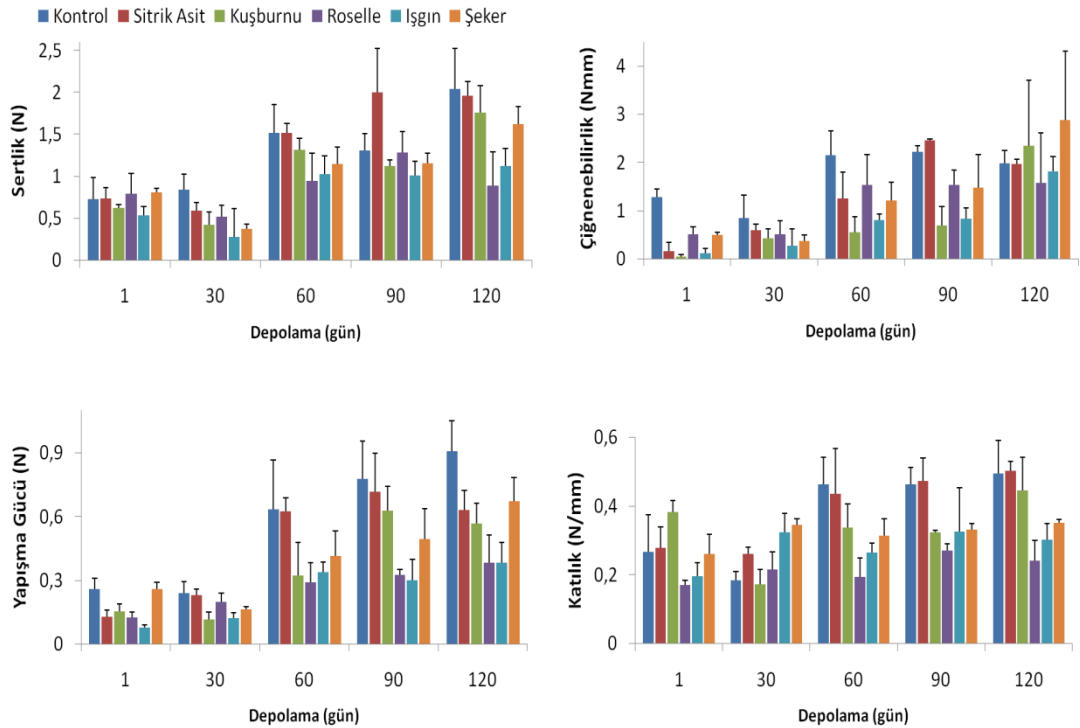 Kontrol Sitrik Asit Kuşburnu Roselle Işgın Şeker
2,5
2
1,5
1
0,5
0
Sertlik (N)
1 30 60 90 120
Depolama (gün)
4
3
2
1
0
Çiğnenebilirlik (Nmm)
1 30 60 90 120
Depolama (gün)
0,9
0,6
0,3
0
Yapışma Gücü (N)
1 30 60 90 120
Depolama (gün)
0,6
0,4
0,2
0
Katılık (N/mm)
1 30 60 90 120
Depolama (gün)